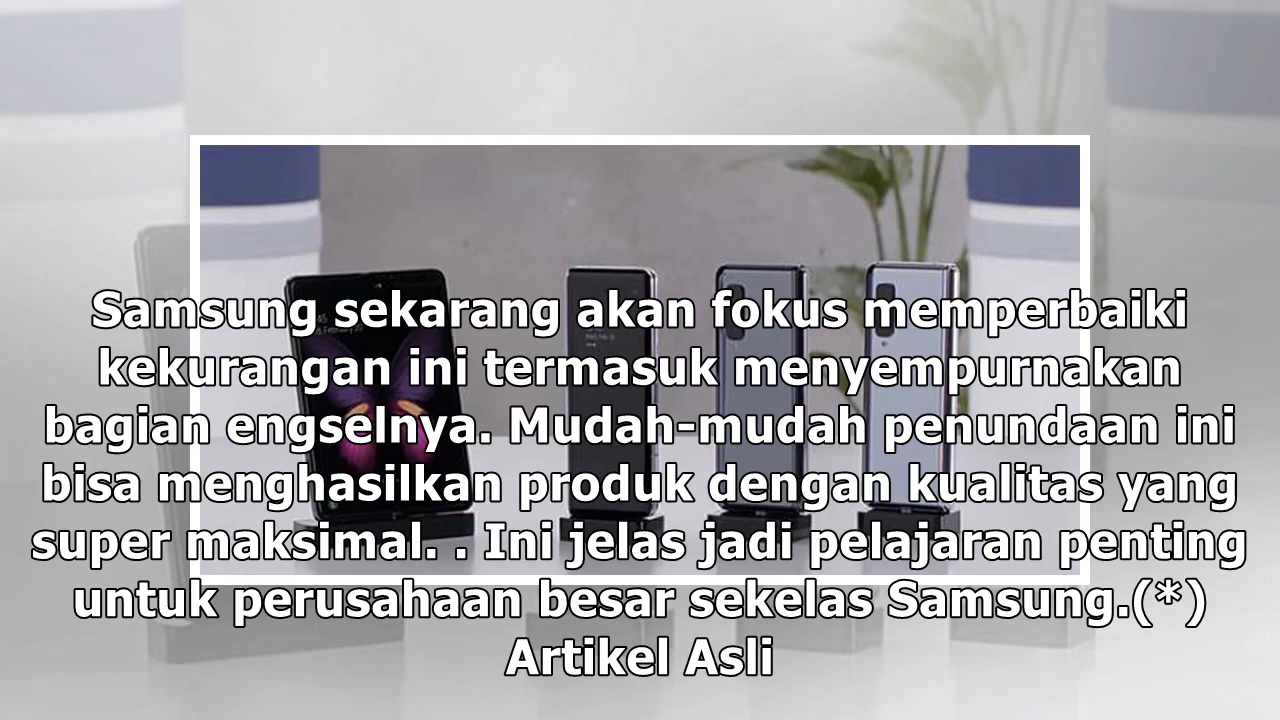 Samsung sekarang akan fokus memperbaiki
kekurangan ini termasuk menyempurnakan
bagian engselnya. Mudah-mudah penundaan ini
bisa menghasilkan produk dengan kualitas yang
super maksimal. . Ini jelas jadi pelajaran penting
untuk perusahaan besar sekelas Samsung.(*)
Artikel Asli